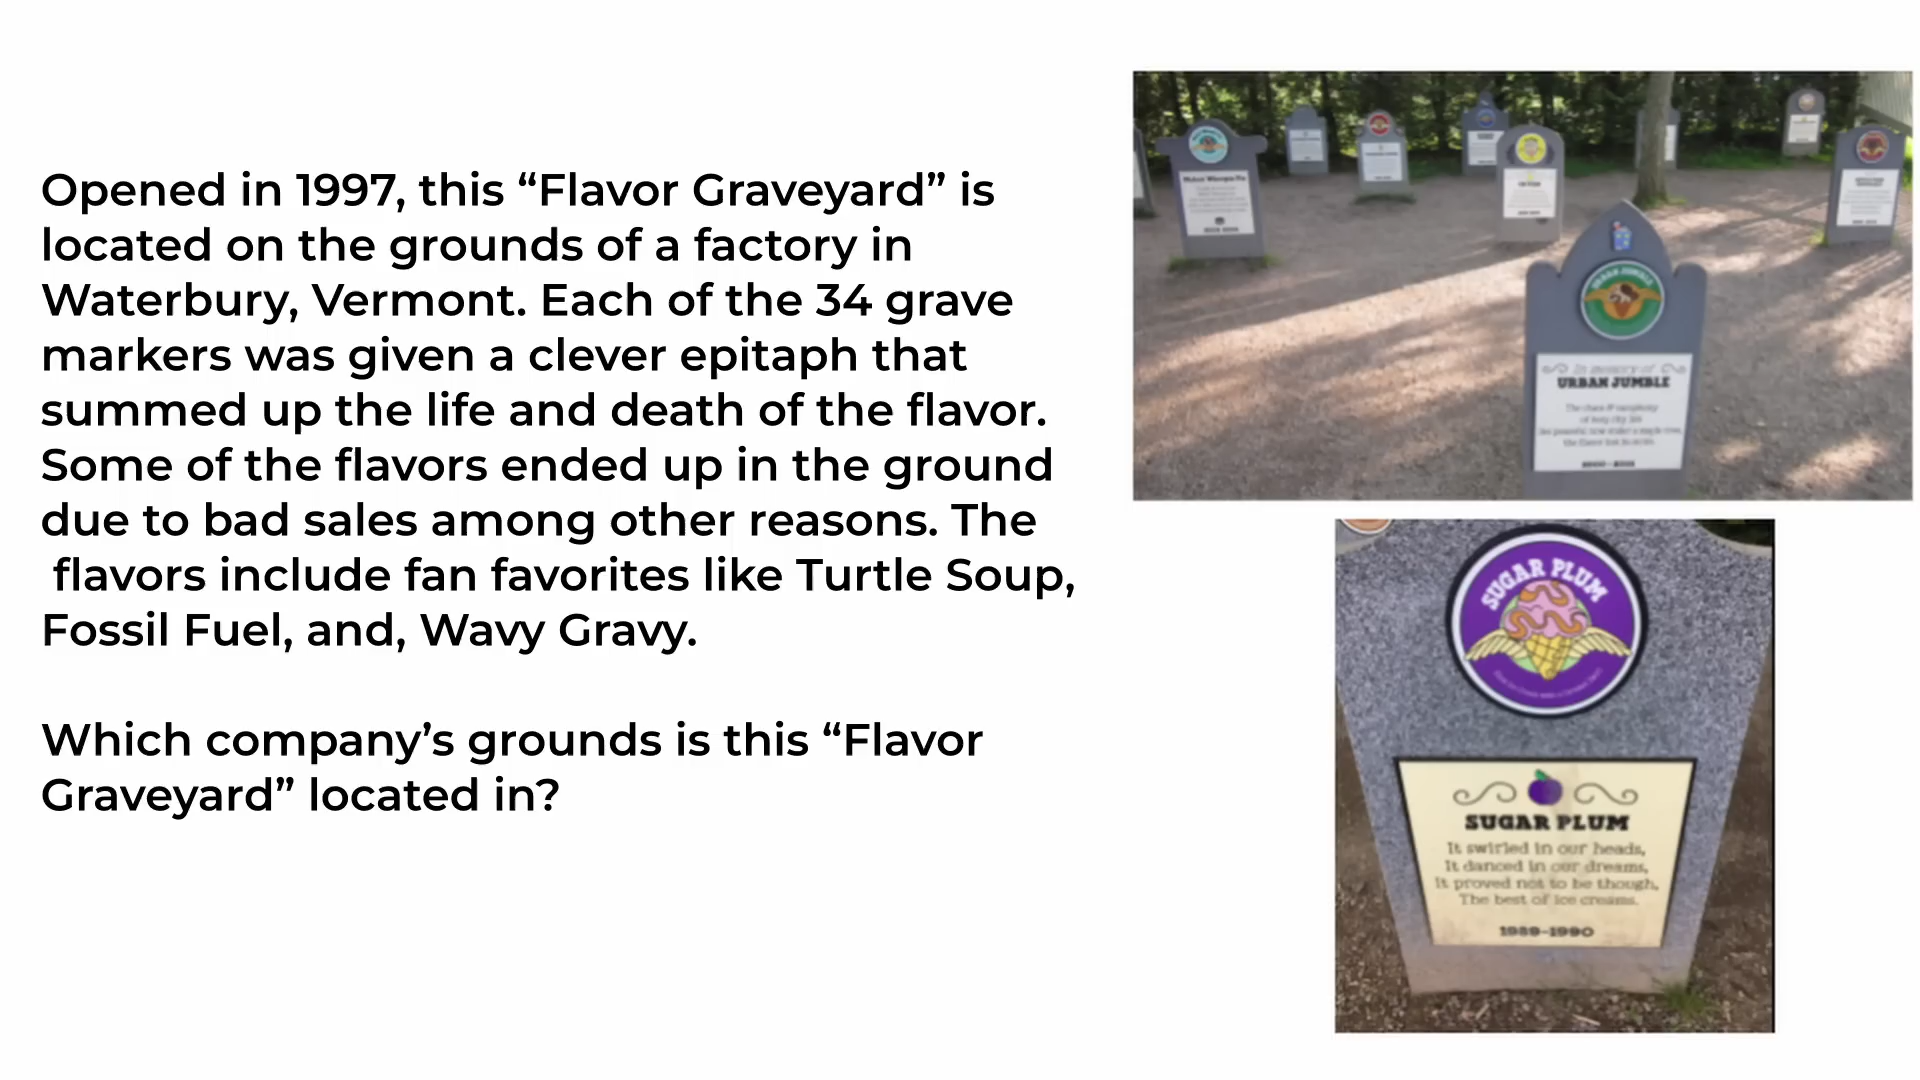 Opened in 1997, this “Flavor Graveyard” is
located on the grounds of a factory in
Waterbury, Vermont. Each of the 34 grave
markers was given a clever epitaph that
summed up the life and death of the flavor.
Some of the flavors ended up in the ground
due to bad sales among other reasons. The
flavors include fan favorites like Turtle Soup,
Fossil Fuel, and, Wavy Gravy.
Which company’s grounds is this “Flavor
Graveyard” located in?
URBAN JUMBLE
In memory of
URBAN JUMBLE
SUGAR PLUM
SUGAR PLUM
It swirled in our heads,
It danced in our dreams,
It proved not to be though,
The best of ice creams.
1989-1990